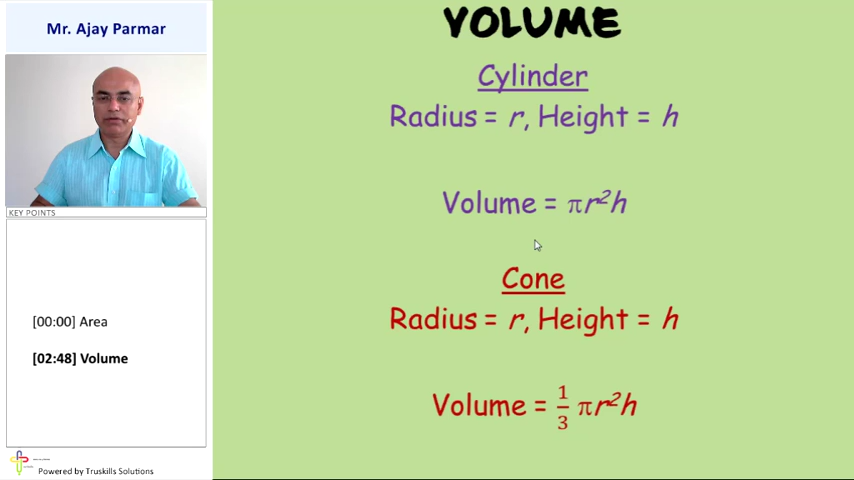 Mr. Ajay Parmar
KEY POINTS
[00:00] Area
[02:48] Volume
Powered by Truskills Solutions
VOLUME
Cylinder
Radius = r, Height = h
Volume = πr²h
Cone
Radius = r, Height = h
Volume = 1/3 πr²h